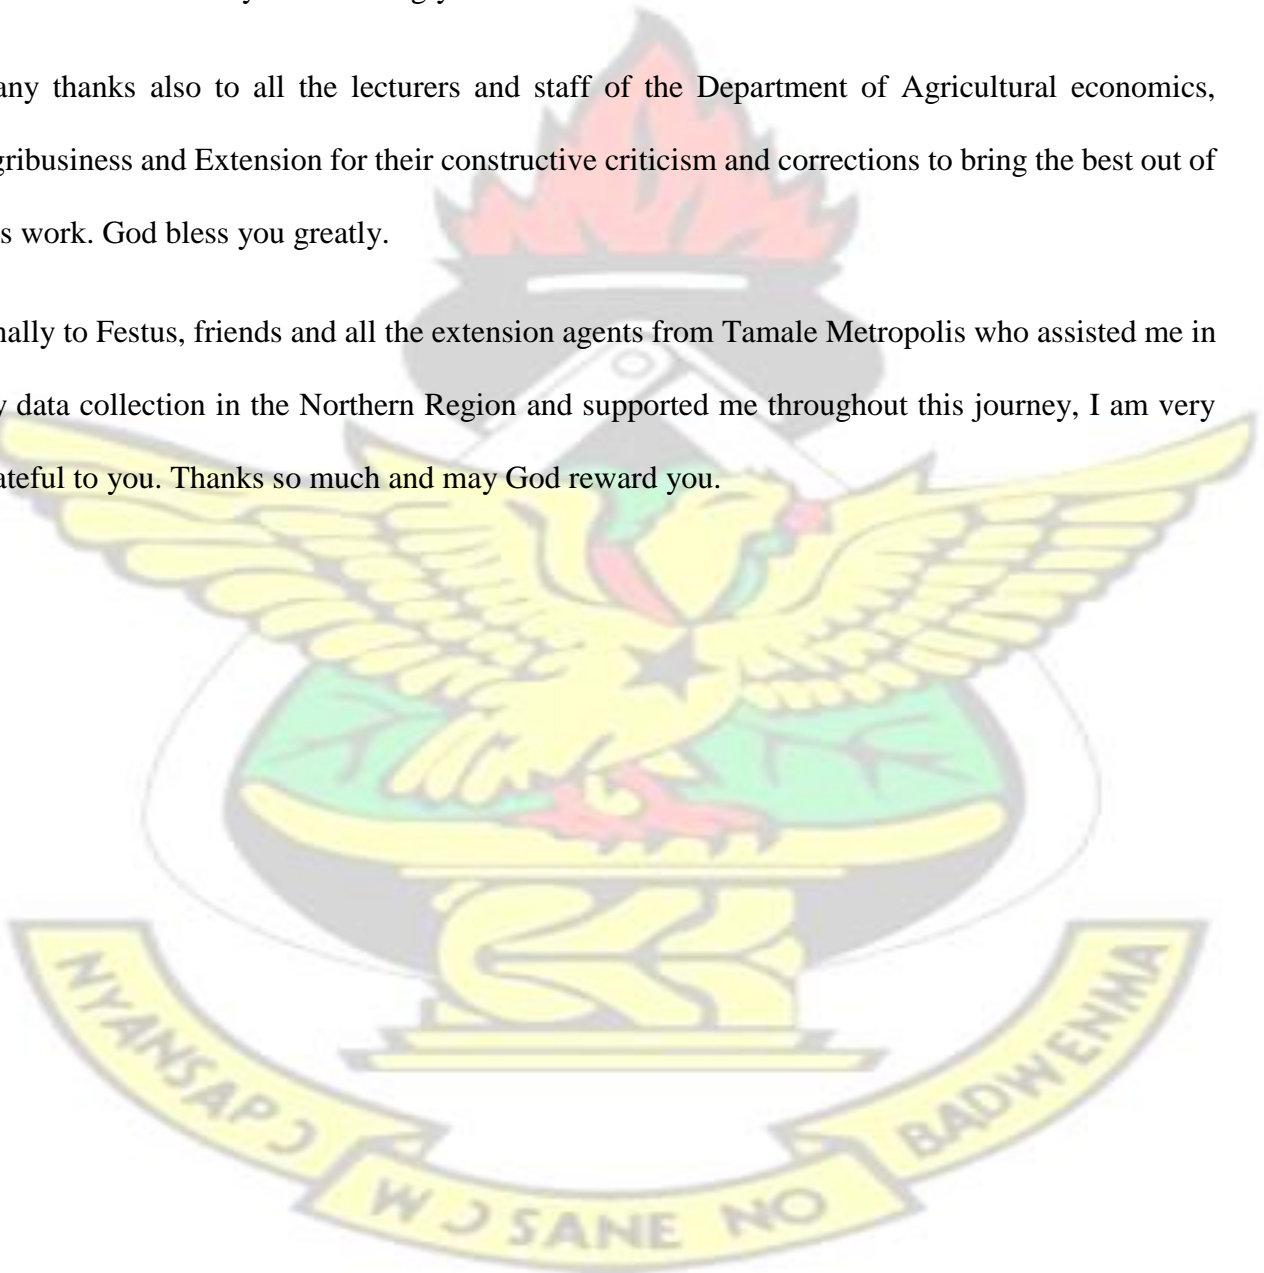 any thanks also to all the lecturers and staff of the Department of Agricultural economics,
gribusiness and Extension for their constructive criticism and corrections to bring the best out of
s work. God bless you greatly.
nally to Festus, friends and all the extension agents from Tamale Metropolis who assisted me in
y data collection in the Northern Region and supported me throughout this journey, I am very
ateful to you. Thanks so much and may God reward you.
NYANSAPƆ
WƆSANE NO
BADWENMA